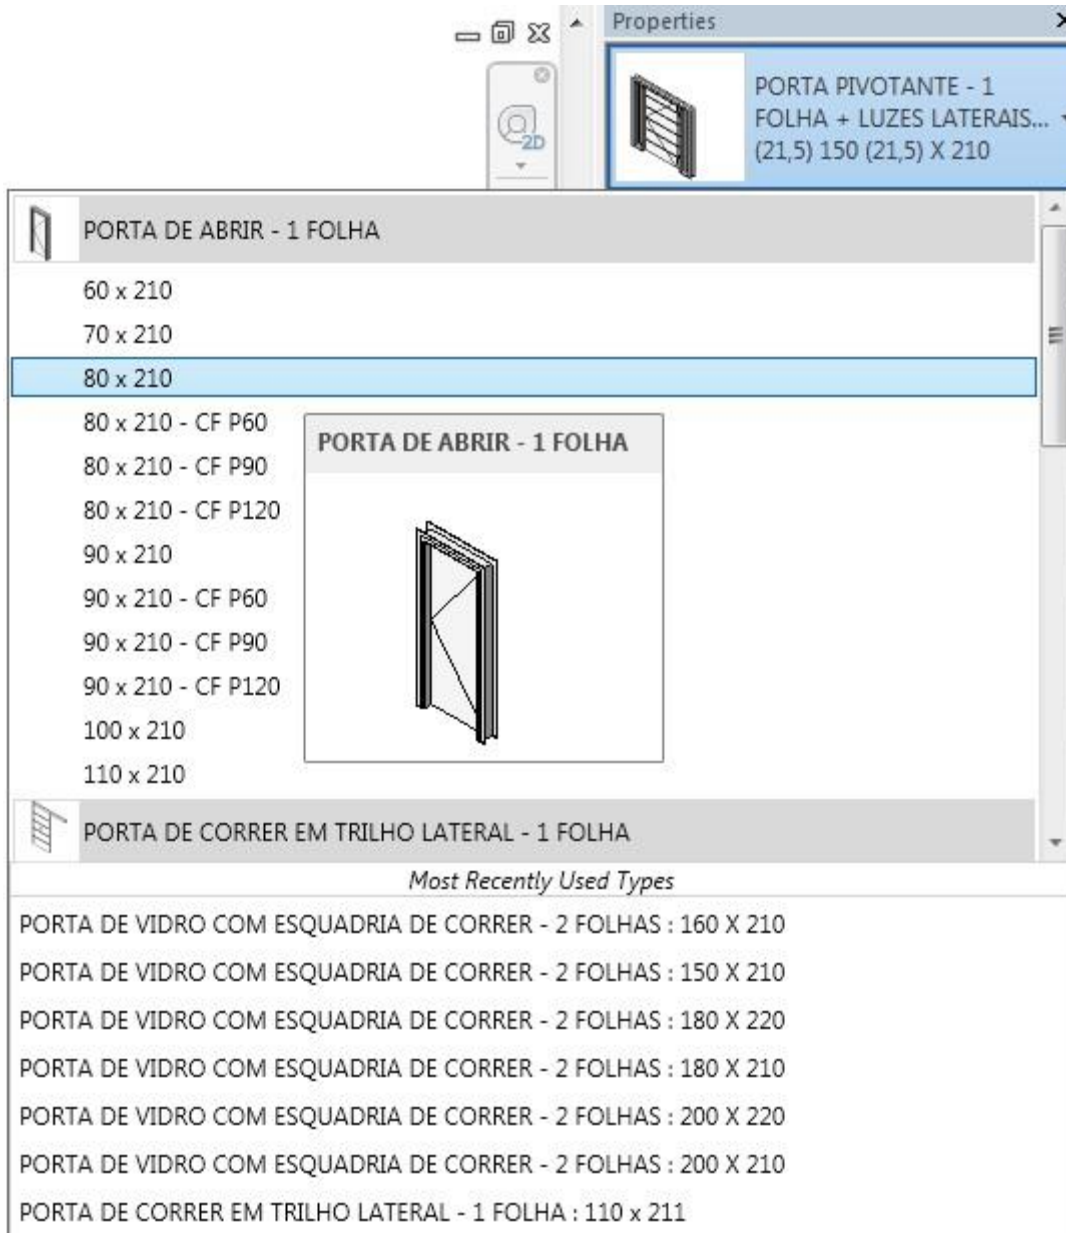 Properties
2D
PORTA PIVOTANTE - 1
FOLHA + LUZES LATERAIS...
(21,5) 150 (21,5) X 210
PORTA DE ABRIR - 1 FOLHA
60 x 210
70 x 210
80 x 210
80 x 210 - CF P60
80 x 210 - CF P90
80 x 210 - CF P120
90 x 210
90 x 210 - CF P60
90 x 210 - CF P90
90 x 210 - CF P120
100 x 210
110 x 210
PORTA DE ABRIR - 1 FOLHA
PORTA DE CORRER EM TRILHO LATERAL - 1 FOLHA
Most Recently Used Types
PORTA DE VIDRO COM ESQUADRIA DE CORRER - 2 FOLHAS : 160 X 210
PORTA DE VIDRO COM ESQUADRIA DE CORRER - 2 FOLHAS : 150 X 210
PORTA DE VIDRO COM ESQUADRIA DE CORRER - 2 FOLHAS : 180 X 220
PORTA DE VIDRO COM ESQUADRIA DE CORRER - 2 FOLHAS : 180 X 210
PORTA DE VIDRO COM ESQUADRIA DE CORRER - 2 FOLHAS : 200 X 220
PORTA DE VIDRO COM ESQUADRIA DE CORRER - 2 FOLHAS : 200 X 210
PORTA DE CORRER EM TRILHO LATERAL - 1 FOLHA : 110 x 211